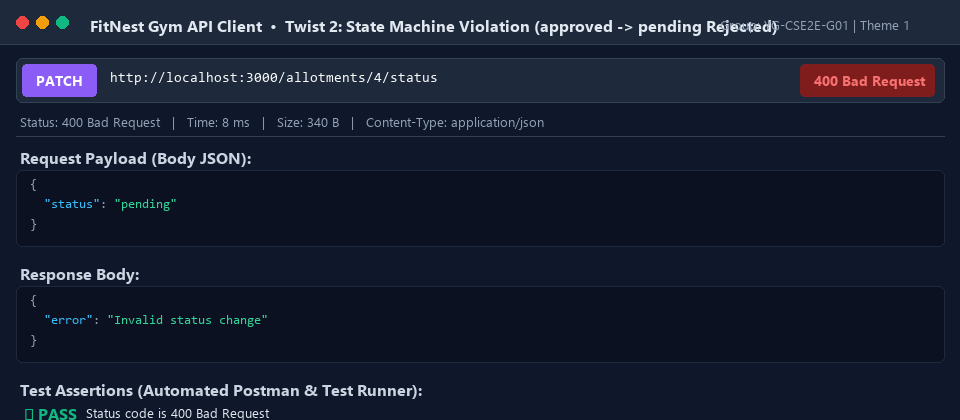 FitNest Gym API Client • Twist 2: State Machine Violation (approved -> pending Rejected)
-CSE2E-G01 | Theme 1
PATCH http://localhost:3000/allotments/4/status 400 Bad Request
Status: 400 Bad Request | Time: 8 ms | Size: 340 B | Content-Type: application/json
Request Payload (Body JSON):
{
"status": "pending"
}
Response Body:
{
"error": "Invalid status change"
}
Test Assertions (Automated Postman & Test Runner):
PASS Status code is 400 Bad Request